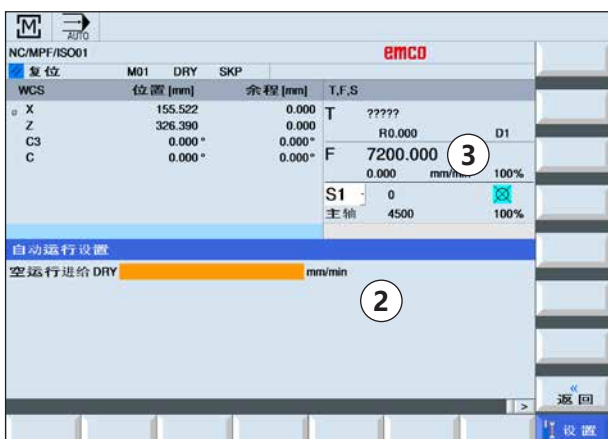 M AUTO
NC/MPF/ISO01
emco
复位 M01 DRY SKP
WCS 位置 [mm] 余程 [mm] T,F,S
X 155.522 0.000 T ?????
Z 326.390 0.000 R0.000 D1
C3 0.000° 0.000°
C 0.000° 0.000° F 7200.000 3
0.000 mm/min 100%
S1 0
主轴 4500 100%
自动运行设置
空运行进给 DRY mm/min
2
«
返回
>
设置